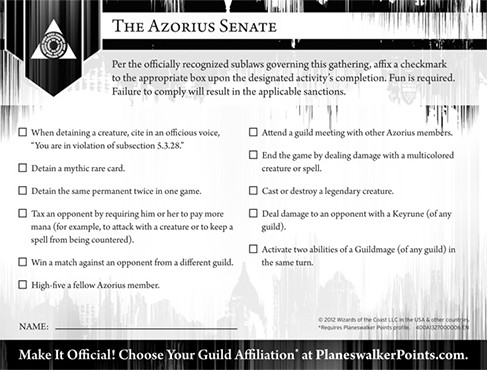 The Azorius Senate
Per the officially recognized sublaws governing this gathering, affix a checkmark
to the appropriate box upon the designated activity's completion. Fun is required.
Failure to comply will result in the applicable sanctions.
When detaining a creature, cite in an officious voice,
"You are in violation of subsection 5.3.28."
Detain a mythic rare card.
Detain the same permanent twice in one game.
Tax an opponent by requiring him or her to pay more
mana (for example, to attack with a creature or to keep a
spell from being countered).
Win a match against an opponent from a different guild.
High-five a fellow Azorius member.
Attend a guild meeting with other Azorius members.
End the game by dealing damage with a multicolored
creature or spell.
Cast or destroy a legendary creature.
Deal damage to an opponent with a Keyrune (of any
guild).
Activate two abilities of a Guildmage (of any guild) in
the same turn.
NAME:
© 2012 Wizards of the Coast LLC in the USA & other countries.
*Requires Planeswalker Points profile. 400A1327000006 EN
Make It Official! Choose Your Guild Affiliation* at PlaneswalkerPoints.com.